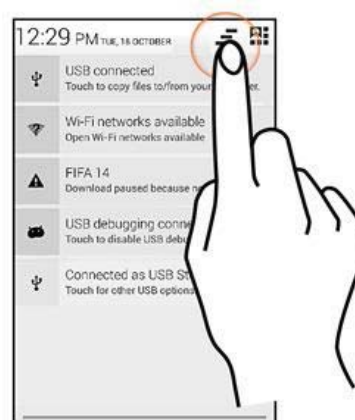 12:29 PM TUE, 18 OCTOBER
USB connected
Touch to copy files to/from your er.
Wi-Fi networks available
Open Wi-Fi networks available
FIFA 14
Download paused because
USB debugging conne
Touch to disable USB debu
Connected as USB St
Touch for other USB options